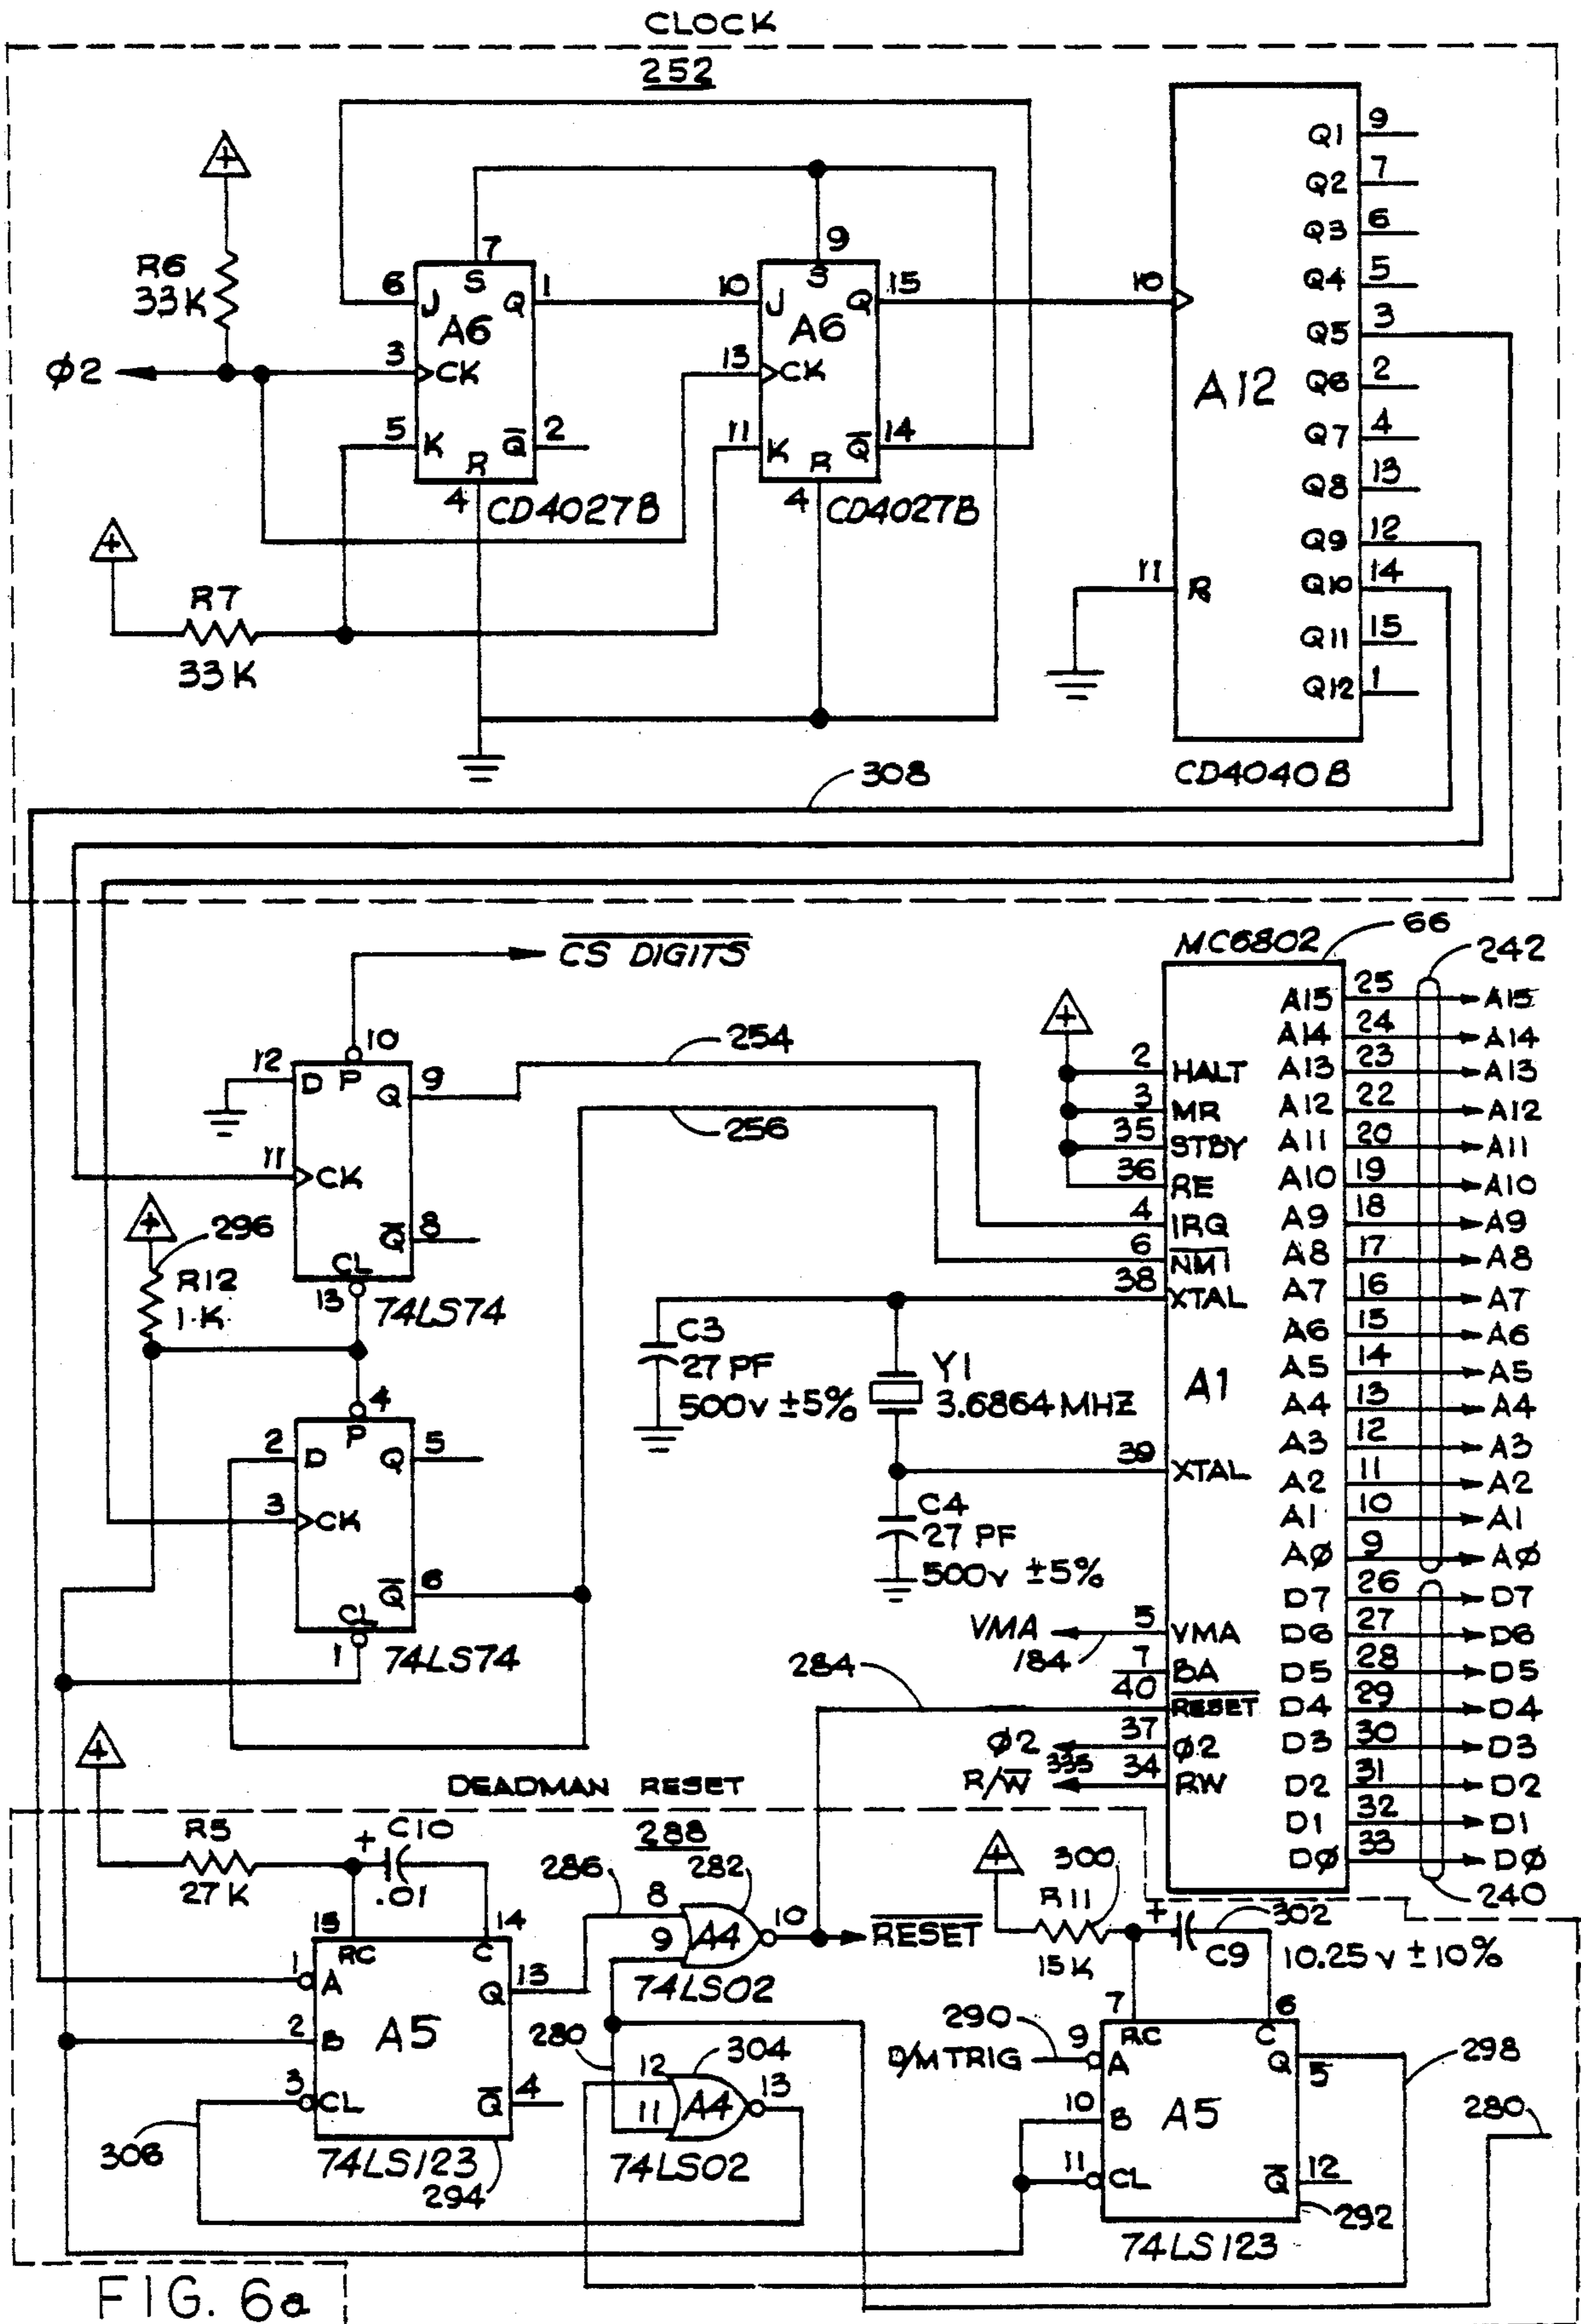 CLOCK
252
R6
33K
φ2
6 J
7 S
Q 1
A6
3 CK
5 K
Q̅ 2
R
4
CD4027B
10 J
9 S
Q 15
A6
13 CK
11 K
Q̅ 14
R
4
CD4027B
R7
33K
10
A12
11 R
Q1 9
Q2 7
Q3 6
Q4 5
Q5 3
Q6 2
Q7 4
Q8 13
Q9 12
Q10 14
Q11 15
Q12 1
CD4040B
308
C̅S̅ D̅I̅G̅I̅T̅S̅
10
12 D
P
Q 9
11 CK
Q̅ 8
CL
13
74LS74
254
256
296
R12
1K
4
2 D
P
Q 5
3 CK
Q̅ 6
CL
1
74LS74
C3
27 PF
500v ±5%
Y1
3.6864 MHZ
C4
27 PF
500v ±5%
MC6802
66
242
A1
2 HALT
3 MR
35 STBY
36 RE
4 IRQ
6 N̅M̅I̅
38 XTAL
39 XTAL
VMA 184 5 VMA
7 BA
284 40 R̅E̅S̅E̅T̅
φ2 37 φ2
R/W̅ 335 34 RW
A15 25 A15
A14 24 A14
A13 23 A13
A12 22 A12
A11 20 A11
A10 19 A10
A9 18 A9
A8 17 A8
A7 16 A7
A6 15 A6
A5 14 A5
A4 13 A4
A3 12 A3
A2 11 A2
A1 10 A1
AØ 9 AØ
D7 26 D7
D6 27 D6
D5 28 D5
D4 29 D4
D3 30 D3
D2 31 D2
D1 32 D1
DØ 33 DØ
240
DEADMAN RESET
288
R5
27K
+ C10
.01
15 RC
14 C
1 A
Q 13
2 B
A5
3 CL
Q̅ 4
74LS123
294
306
286
282
8
9
A4
10
R̅E̅S̅E̅T̅
74LS02
280
304
12
11
A4
13
74LS02
300
R11
15K
+
302
C9
10.25v ±10%
290
D/M TRIG
7 RC
6 C
9 A
Q 5
10 B
A5
11 CL
Q̅ 12
74LS123
292
298
280
FIG. 6a